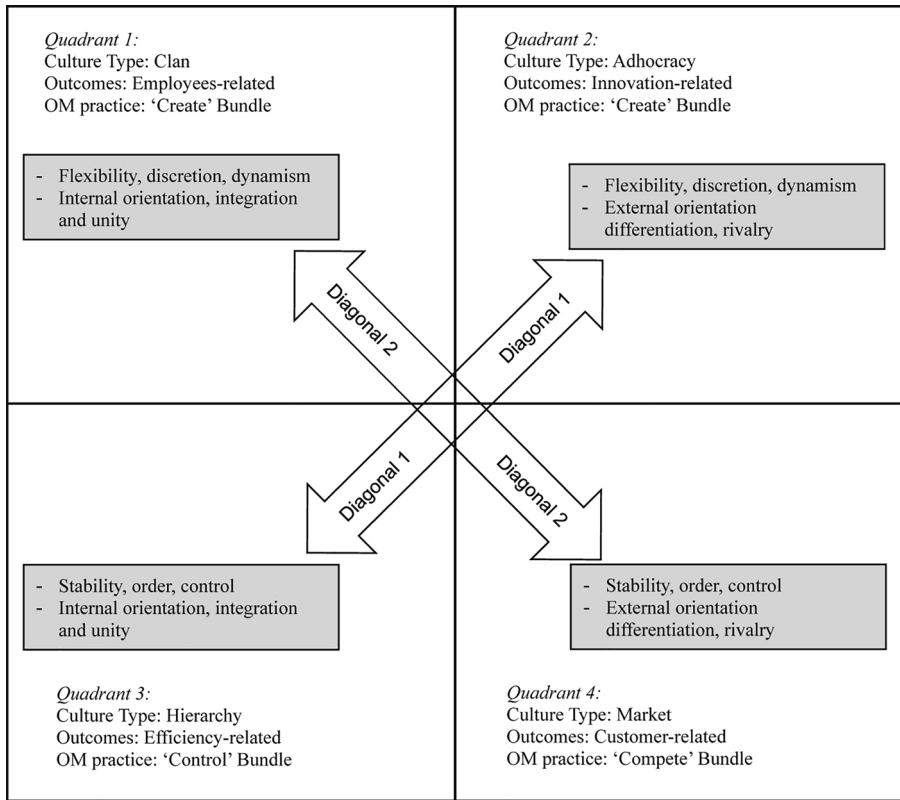 Quadrant 1:
Culture Type: Clan
Outcomes: Employees-related
OM practice: ‘Create’ Bundle
- Flexibility, discretion, dynamism
- Internal orientation, integration
and unity
Quadrant 2:
Culture Type: Adhocracy
Outcomes: Innovation-related
OM practice: ‘Create’ Bundle
- Flexibility, discretion, dynamism
- External orientation
differentiation, rivalry
Diagonal 2
Diagonal 1
Diagonal 1
Diagonal 2
- Stability, order, control
- Internal orientation, integration
and unity
Quadrant 3:
Culture Type: Hierarchy
Outcomes: Efficiency-related
OM practice: ‘Control’ Bundle
- Stability, order, control
- External orientation
differentiation, rivalry
Quadrant 4:
Culture Type: Market
Outcomes: Customer-related
OM practice: ‘Compete’ Bundle